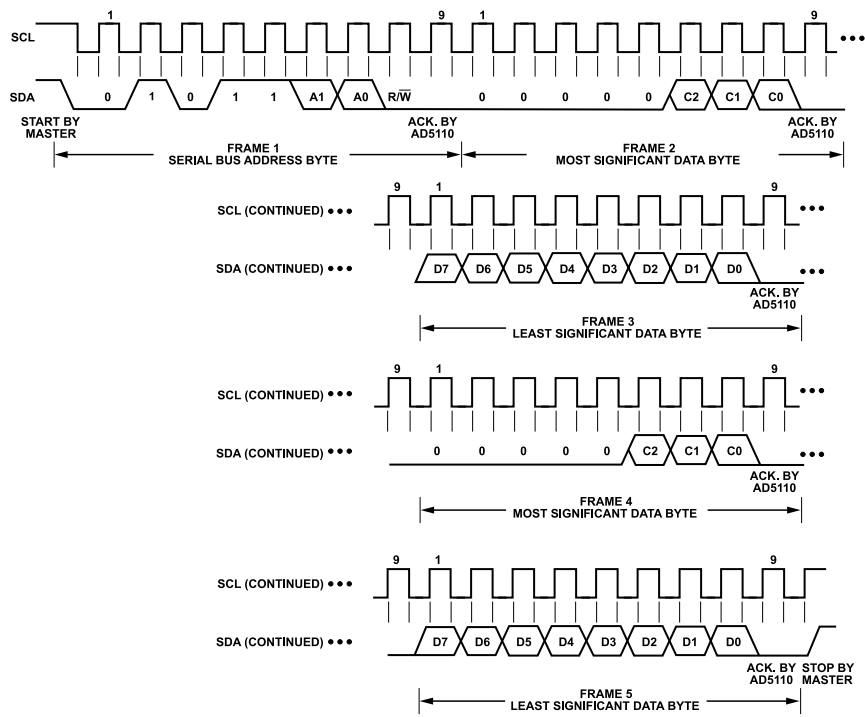 1 9 1 9
SCL •••
SDA 0 1 0 1 1 A1 A0 R/W̅ 0 0 0 0 0 C2 C1 C0
START BY MASTER
ACK. BY AD5110
ACK. BY AD5110
FRAME 1
SERIAL BUS ADDRESS BYTE
FRAME 2
MOST SIGNIFICANT DATA BYTE
9 1 9
SCL (CONTINUED) ••• •••
SDA (CONTINUED) ••• D7 D6 D5 D4 D3 D2 D1 D0 •••
ACK. BY
AD5110
FRAME 3
LEAST SIGNIFICANT DATA BYTE
9 1 9
SCL (CONTINUED) ••• •••
SDA (CONTINUED) ••• 0 0 0 0 0 C2 C1 C0 •••
ACK. BY
AD5110
FRAME 4
MOST SIGNIFICANT DATA BYTE
9 1 9
SCL (CONTINUED) •••
SDA (CONTINUED) ••• D7 D6 D5 D4 D3 D2 D1 D0
ACK. BY STOP BY
AD5110 MASTER
FRAME 5
LEAST SIGNIFICANT DATA BYTE